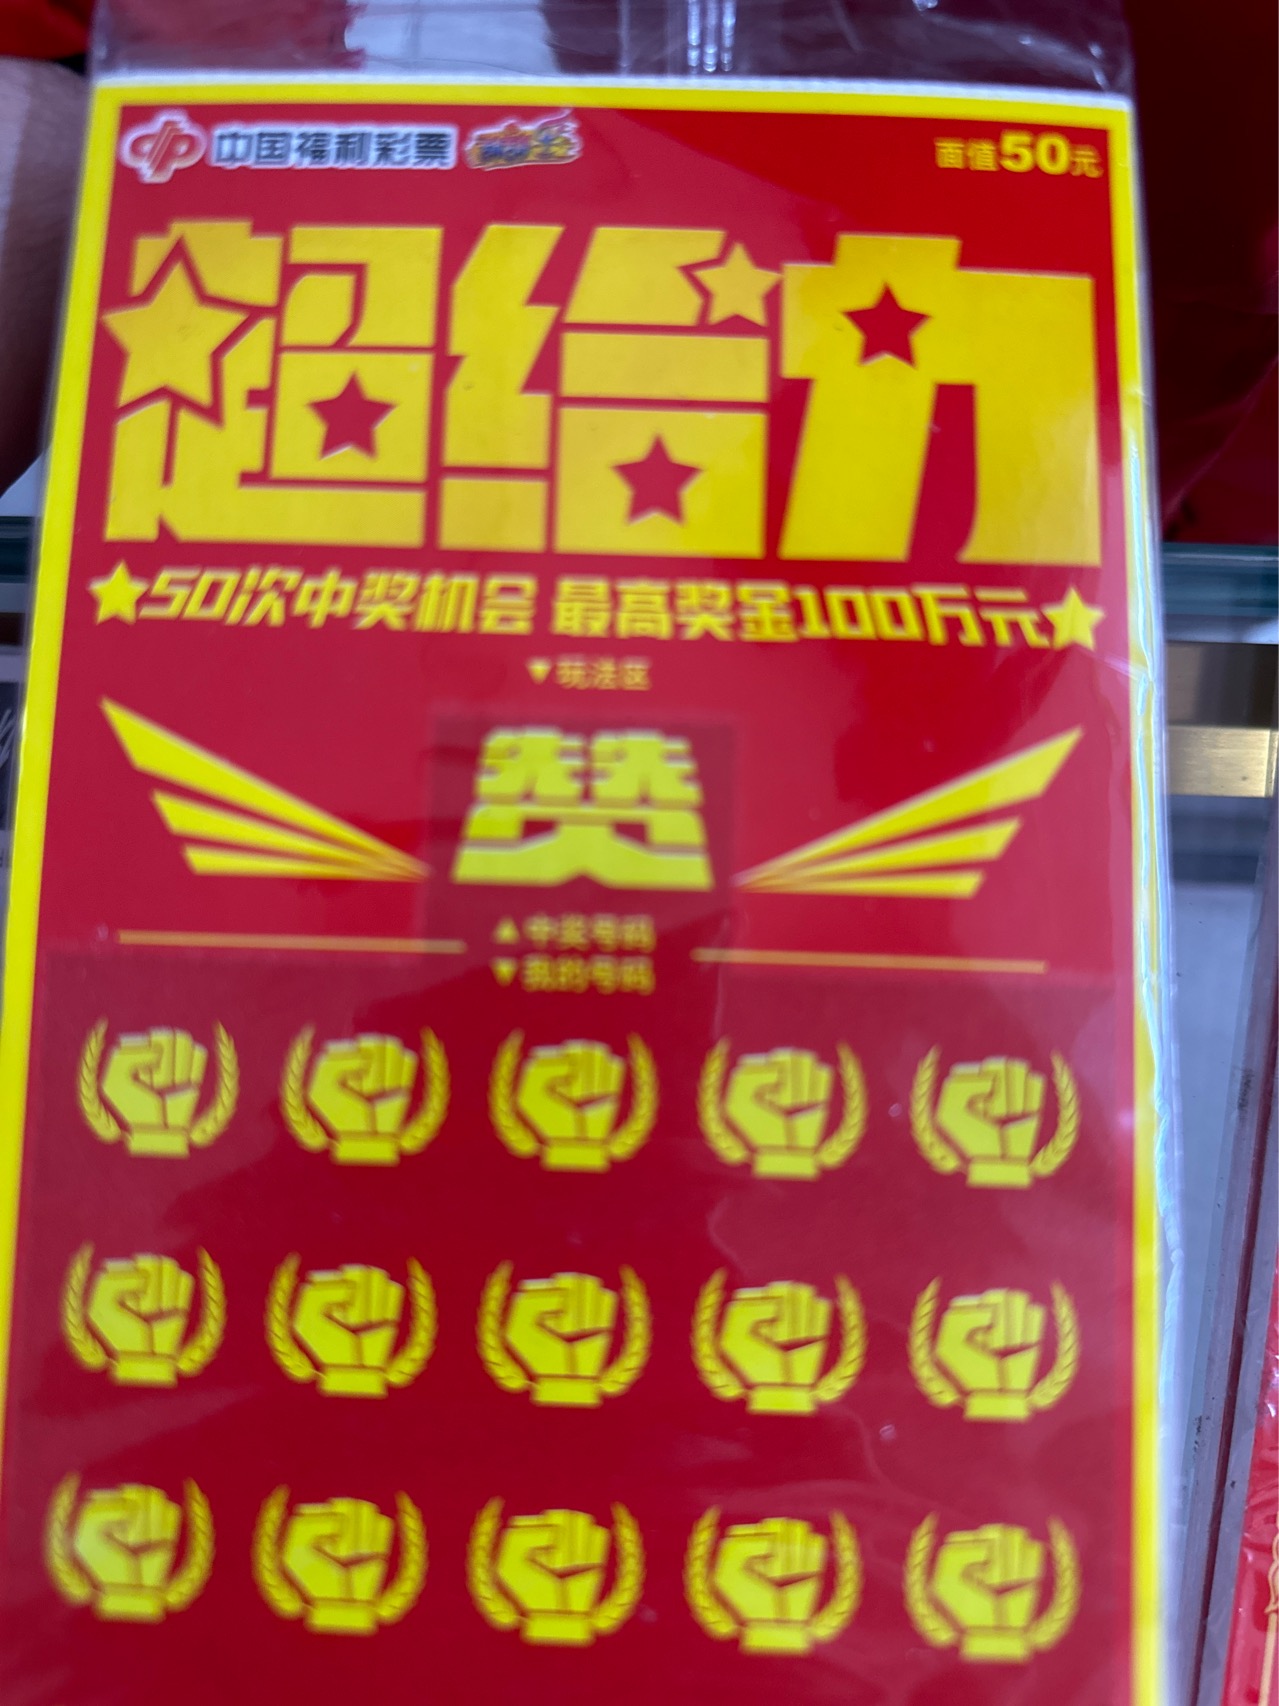 中国福利彩票
面值50元
超给力
★50次中奖机会 最高奖金100万元★
▼玩法区
赞
▲中奖号码
▼我的号码